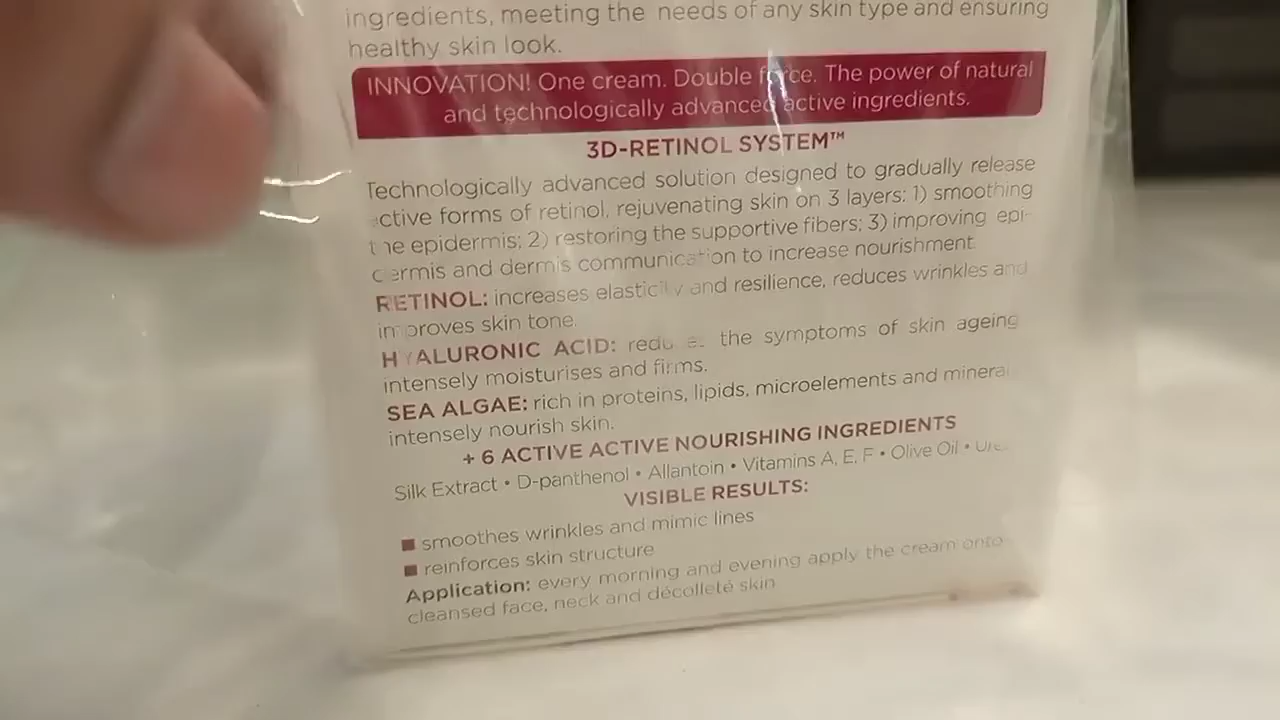 ingredients, meeting the needs of any skin type and ensuring
healthy skin look.
INNOVATION! One cream. Double force. The power of natural
and technologically advanced active ingredients.
3D-RETINOL SYSTEM™
Technologically advanced solution designed to gradually release
active forms of retinol, rejuvenating skin on 3 layers: 1) smoothing
the epidermis; 2) restoring the supportive fibers; 3) improving epi-
dermis and dermis communication to increase nourishment
RETINOL: increases elasticity and resilience, reduces wrinkles and
improves skin tone.
HYALURONIC ACID: reduces the symptoms of skin ageing
intensely moisturises and firms.
SEA ALGAE: rich in proteins, lipids, microelements and
intensely nourish skin.
+ 6 ACTIVE ACTIVE NOURISHING INGREDIENTS
Silk Extract • D-panthenol • Allantoin • Vitamins A, E, F • Olive Oil •
VISIBLE RESULTS:
■ smoothes wrinkles and mimic lines
■ reinforces skin structure
Application: every morning and evening apply the cream onto
cleansed face, neck and décolleté skin